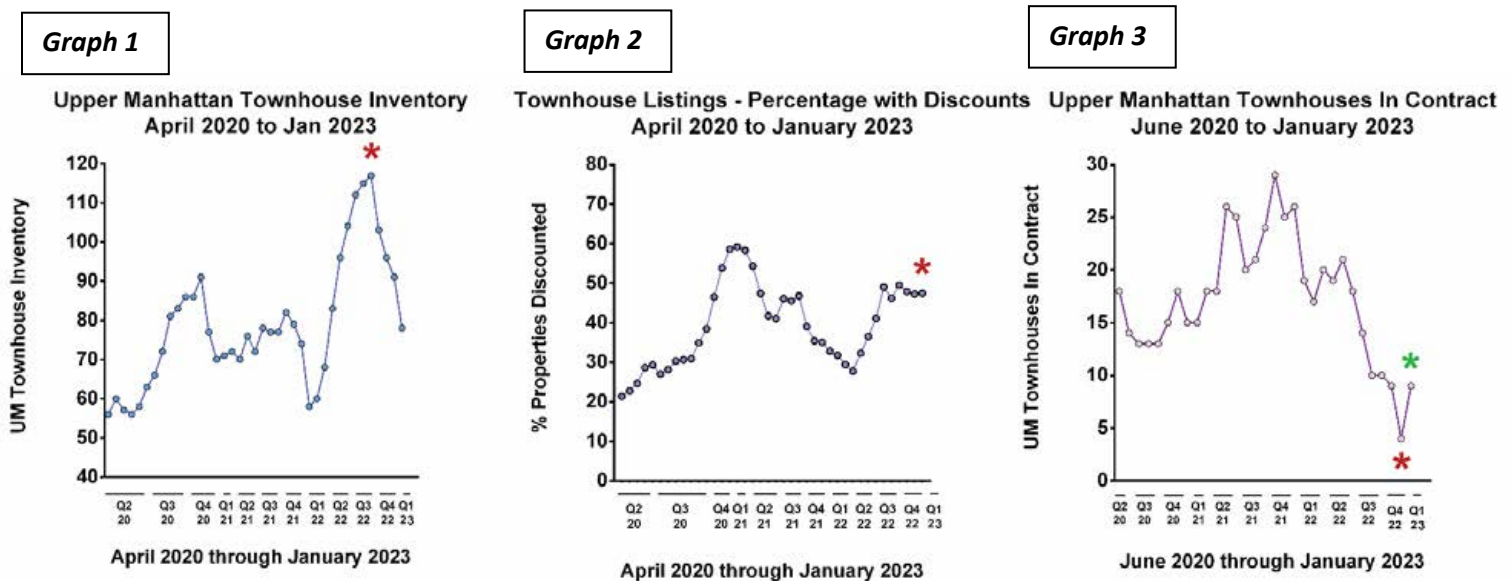 Graph 1
Upper Manhattan Townhouse Inventory
April 2020 to Jan 2023
UM Townhouse Inventory
120
110
100
90
80
70
60
50
40
Q2 Q3 Q4 Q1 Q2 Q3 Q4 Q1 Q2 Q3 Q4 Q1
20 20 20 21 21 21 21 22 22 22 22 23
April 2020 through January 2023
Graph 2
Townhouse Listings - Percentage with Discounts
April 2020 to January 2023
% Properties Discounted
80
70
60
50
40
30
20
10
0
Q2 Q3 Q4 Q1 Q2 Q3 Q4 Q1 Q2 Q3 Q4 Q1
20 20 20 21 21 21 21 22 22 22 22 23
April 2020 through January 2023
Graph 3
Upper Manhattan Townhouses In Contract
June 2020 to January 2023
UM Townhouses In Contract
30
25
20
15
10
5
0
Q2 Q3 Q4 Q1 Q2 Q3 Q4 Q1 Q2 Q3 Q4 Q1
20 20 20 21 21 21 21 22 22 22 22 23
June 2020 through January 2023